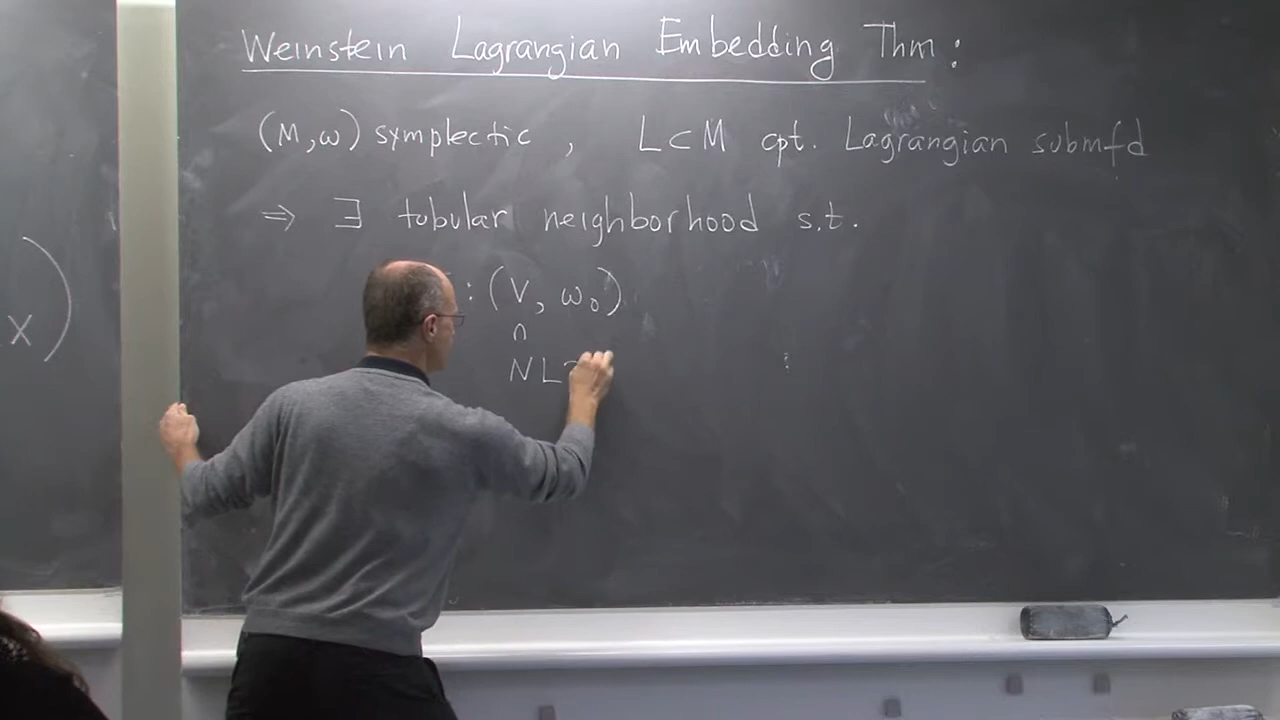 Weinstein Lagrangian Embedding Thm :
(M, ω) symplectic , L ⊂ M cpt. Lagrangian submfd
⇒ ∃ tubular neighborhood s.t.
: (V, ω₀)
∩
NL
x )